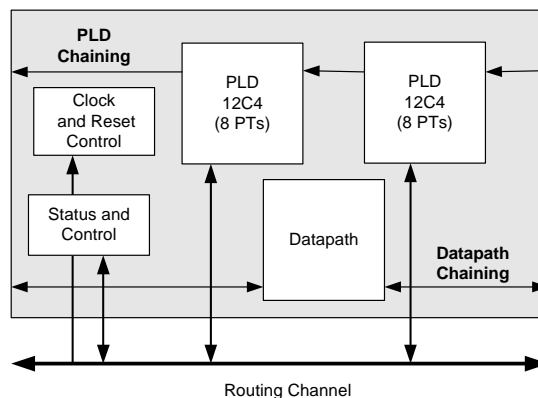 PLD
Chaining
PLD
12C4
(8 PTs)
PLD
12C4
(8 PTs)
Clock
and Reset
Control
Status and
Control
Datapath
Datapath
Chaining
Routing Channel